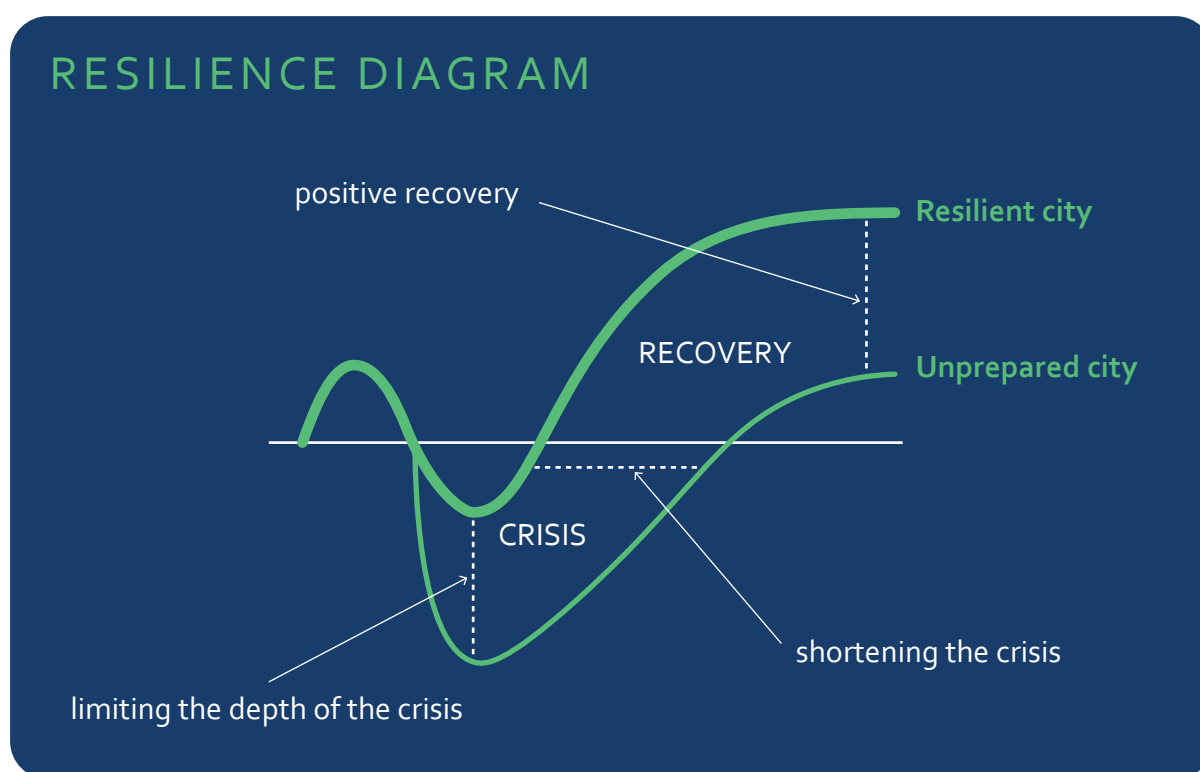 RESILIENCE DIAGRAM
positive recovery
Resilient city
RECOVERY
Unprepared city
CRISIS
shortening the crisis
limiting the depth of the crisis